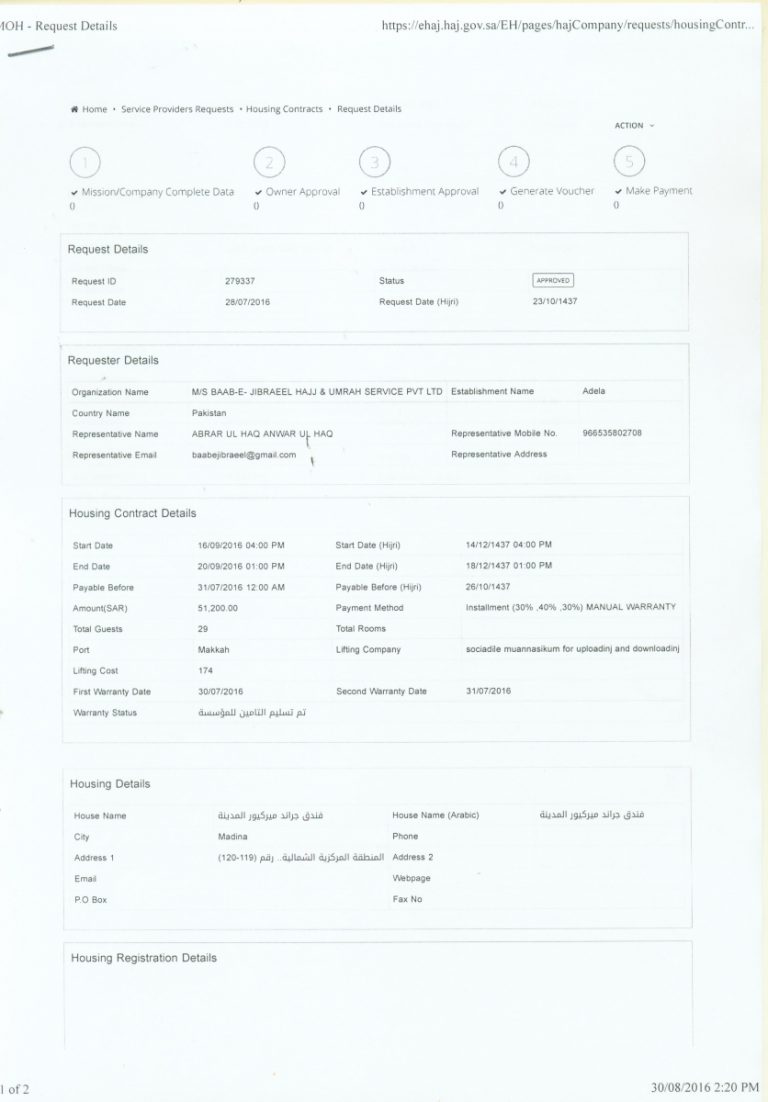 MOH - Request Details https://ehaj.haj.gov.sa/EH/pages/hajCompany/requests/housingContr...
Home • Service Providers Requests • Housing Contracts • Request Details
ACTION
1 2 3 4 5
Mission/Company Complete Data Owner Approval Establishment Approval Generate Voucher Make Payment
() () () () ()
Request Details
Request ID 279337 Status APPROVED
Request Date 28/07/2016 Request Date (Hijri) 23/10/1437
Requester Details
Organization Name M/S BAAB-E- JIBRAEEL HAJJ & UMRAH SERVICE PVT LTD Establishment Name Adela
Country Name Pakistan
Representative Name ABRAR UL HAQ ANWAR UL HAQ Representative Mobile No. 966535802708
Representative Email baabejibraeel@gmail.com Representative Address
Housing Contract Details
Start Date 16/09/2016 04:00 PM Start Date (Hijri) 14/12/1437 04:00 PM
End Date 20/09/2016 01:00 PM End Date (Hijri) 18/12/1437 01:00 PM
Payable Before 31/07/2016 12:00 AM Payable Before (Hijri) 26/10/1437
Amount(SAR) 51,200.00 Payment Method Installment (30% ,40% ,30%) MANUAL WARRANTY
Total Guests 29 Total Rooms
Port Makkah Lifting Company sociadile muannasikum for uploadinj and downloadinj
Lifting Cost 174
First Warranty Date 30/07/2016 Second Warranty Date 31/07/2016
Warranty Status تم تسليم التامين للمؤسسة
Housing Details
House Name فندق جراند ميركيور المدينة House Name (Arabic) فندق جراند ميركيور المدينة
City Madina Phone
Address 1 المنطقة المركزية الشمالية.. رقم (119-120) Address 2
Email Webpage
P.O Box Fax No
Housing Registration Details
1 of 2 30/08/2016 2:20 PM